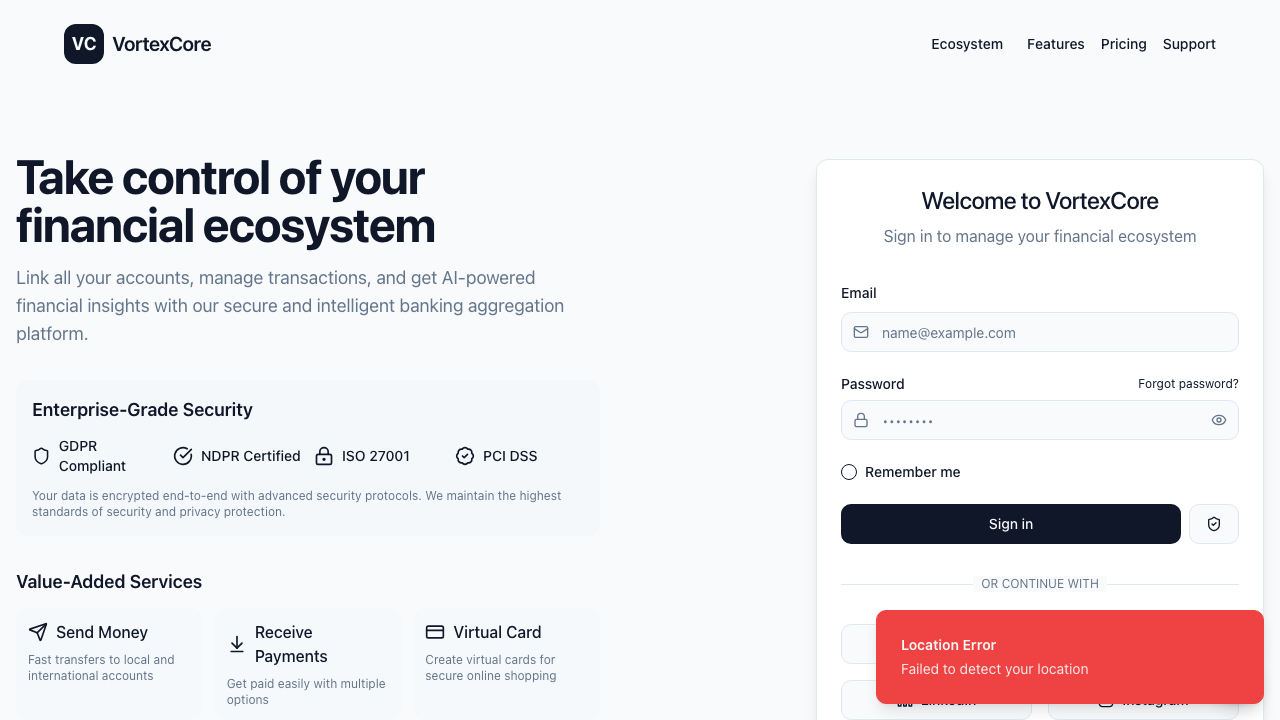 VC VortexCore
Ecosystem Features Pricing Support
Take control of your
financial ecosystem
Link all your accounts, manage transactions, and get AI-powered
financial insights with our secure and intelligent banking aggregation
platform.
Enterprise-Grade Security
GDPR
Compliant
NDPR Certified
ISO 27001
PCI DSS
Your data is encrypted end-to-end with advanced security protocols. We maintain the highest
standards of security and privacy protection.
Value-Added Services
Send Money
Fast transfers to local and
international accounts
Receive
Payments
Get paid easily with multiple
options
Virtual Card
Create virtual cards for
secure online shopping
Welcome to VortexCore
Sign in to manage your financial ecosystem
Email
name@example.com
Password
Forgot password?
••••••••
Remember me
Sign in
OR CONTINUE WITH
Location Error
Failed to detect your location